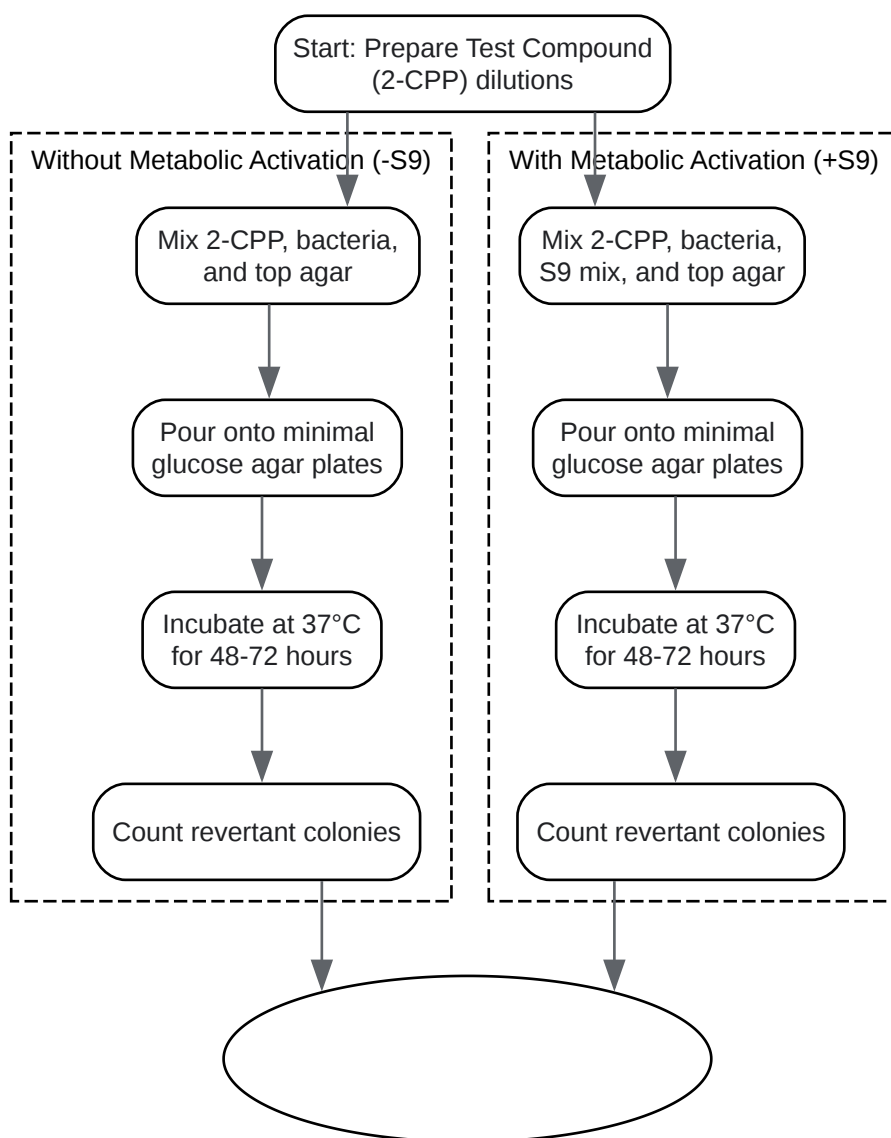 Start: Prepare Test Compound
(2-CPP) dilutions
Without Metabolic Activation (-S9)
Mix 2-CPP, bacteria,
and top agar
Pour onto minimal
glucose agar plates
Incubate at 37°C
for 48-72 hours
Count revertant colonies
With Metabolic Activation (+S9)
Mix 2-CPP, bacteria,
S9 mix, and top agar
Pour onto minimal
glucose agar plates
Incubate at 37°C
for 48-72 hours
Count revertant colonies